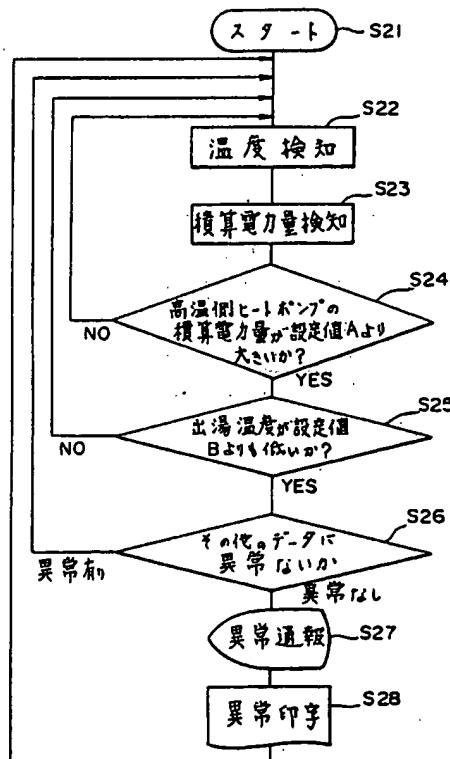 スタート
S21
S22
温度検知
S23
積算電力量検知
S24
高温側ヒートポンプの
積算電力量が設定値Aより
大きいか?
NO
YES
S25
出湯温度が設定値
Bよりも低いか?
NO
YES
S26
その他のデータに
異常ないか
異常有り
異常なし
異常通報
S27
異常印字
S28